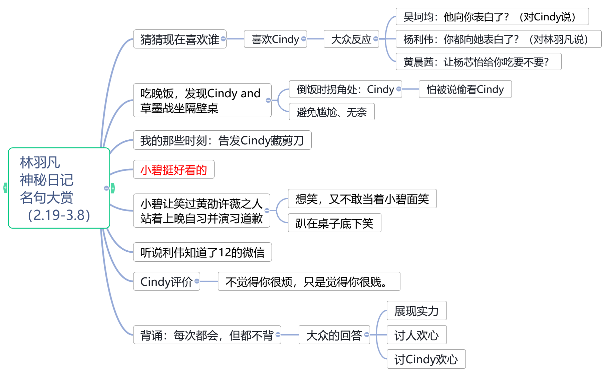 林羽凡
神秘日记
名句大赏
（2.19-3.8）
猜猜现在喜欢谁
喜欢Cindy
大众反应
吴坷均：他向你表白了？（对Cindy说）
杨利伟：你都向她表白了？（对林羽凡说）
黄晨茜：让杨芯怡给你吃要不要？
吃晚饭，发现Cindy and
草墨战坐隔壁桌
倒饭时拐角处：Cindy
怕被说偷看Cindy
避免尴尬、无奈
我的那些时刻：告发Cindy藏剪刀
小碧挺好看的
小碧让笑过黄劭许薇之人
站着上晚自习并演习道歉
想笑，又不敢当着小碧面笑
趴在桌子底下笑
听说利伟知道了12的微信
Cindy评价
不觉得你很烦，只是觉得你很贱。
背诵：每次都会，但都不背
大众的回答
展现实力
讨人欢心
讨Cindy欢心